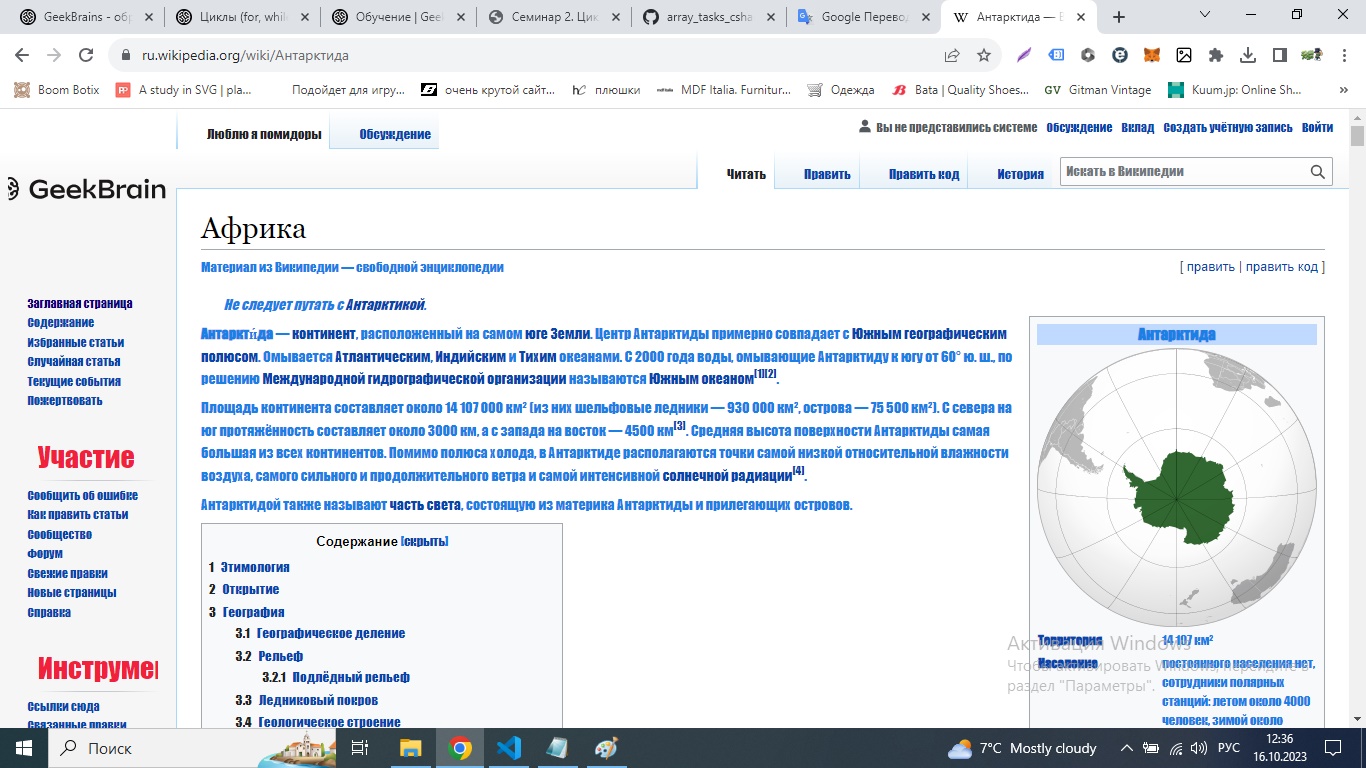 GeekBrains - обр
Циклы (for, while
Обучение | Geek
Семинар 2. Цик
array_tasks_csha
Google Перевод
Антарктида — В
ru.wikipedia.org/wiki/Антарктида
Boom Botix
A study in SVG | pla...
Подойдет для игру...
очень крутой сайт...
плюшки
MDF Italia. Furnitur...
Одежда
Bata | Quality Shoes...
GV Gitman Vintage
Kuum.jp: Online Sh...
»
Люблю я помидоры
Обсуждение
Вы не представились системе Обсуждение Вклад Создать учётную запись Войти
Читать Править Править код История
Искать в Википедии
GeekBrain
Африка
Материал из Википедии — свободной энциклопедии
[ править | править код ]
Не следует путать с Антарктикой.
Антаркти́да — континент, расположенный на самом юге Земли. Центр Антарктиды примерно совпадает с Южным географическим
полюсом. Омывается Атлантическим, Индийским и Тихим океанами. С 2000 года воды, омывающие Антарктиду к югу от 60° ю. ш., по
решению Международной гидрографической организации называются Южным океаном[1][2].
Площадь континента составляет около 14 107 000 км² (из них шельфовые ледники — 930 000 км², острова — 75 500 км²). С севера на
юг протяжённость составляет около 3000 км, а с запада на восток — 4500 км[3]. Средняя высота поверхности Антарктиды самая
большая из всех континентов. Помимо полюса холода, в Антарктиде располагаются точки самой низкой относительной влажности
воздуха, самого сильного и продолжительного ветра и самой интенсивной солнечной радиации[4].
Антарктидой также называют часть света, состоящую из материка Антарктиды и прилегающих островов.
Содержание [скрыть]
1 Этимология
2 Открытие
3 География
3.1 Географическое деление
3.2 Рельеф
3.2.1 Подлёдный рельеф
3.3 Ледниковый покров
3.4 Геологическое строение
Заглавная страница
Содержание
Избранные статьи
Случайная статья
Текущие события
Пожертвовать
Участие
Сообщить об ошибке
Как править статьи
Сообщество
Форум
Свежие правки
Новые страницы
Справка
Инструмен
Ссылки сюда
Связанные правки
Антарктида
Территория 14 107 км²
Население постоянного населения нет,
сотрудники полярных
станций: летом около 4000
человек, зимой около
Активация Windows
Чтобы активировать Windows, перейдите в
раздел "Параметры".
Поиск
7°C Mostly cloudy
РУС
12:36
16.10.2023